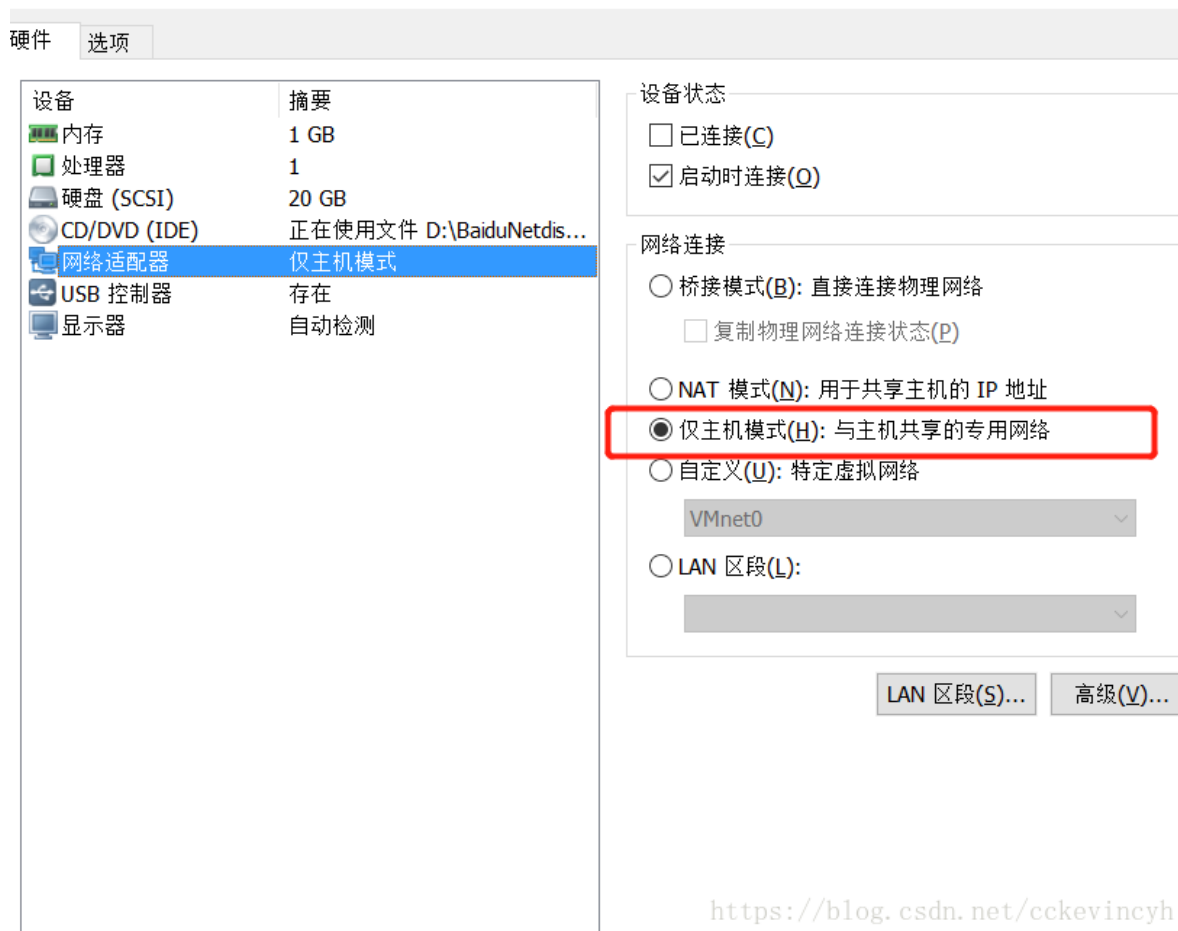 硬件 选项
设备 摘要
内存 1 GB
处理器 1
硬盘 (SCSI) 20 GB
CD/DVD (IDE) 正在使用文件 D:\BaiduNetdis...
网络适配器 仅主机模式
USB 控制器 存在
显示器 自动检测
设备状态
已连接(C)
启动时连接(O)
网络连接
桥接模式(B): 直接连接物理网络
复制物理网络连接状态(P)
NAT 模式(N): 用于共享主机的 IP 地址
仅主机模式(H): 与主机共享的专用网络
自定义(U): 特定虚拟网络
VMnet0
LAN 区段(L):
LAN 区段(S)... 高级(V)...
https://blog.csdn.net/cckevincyh